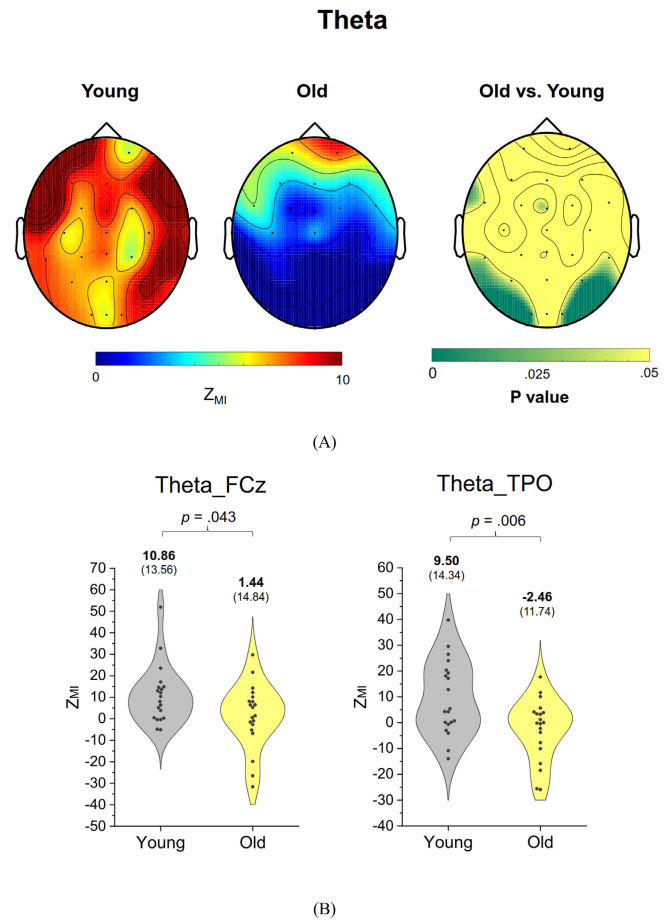 Theta
Young Old Old vs. Young
0 10 0 .025 .05
Z_MI P value
(A)
Theta_FCz Theta_TPO
p = .043 p = .006
10.86
(13.56)
1.44
(14.84)
9.50
(14.34)
-2.46
(11.74)
70
60
50
40
30
20
10
0
-10
-20
-30
-40
-50
Z_MI
Young Old
60
50
40
30
20
10
0
-10
-20
-30
-40
Z_MI
Young Old
(B)